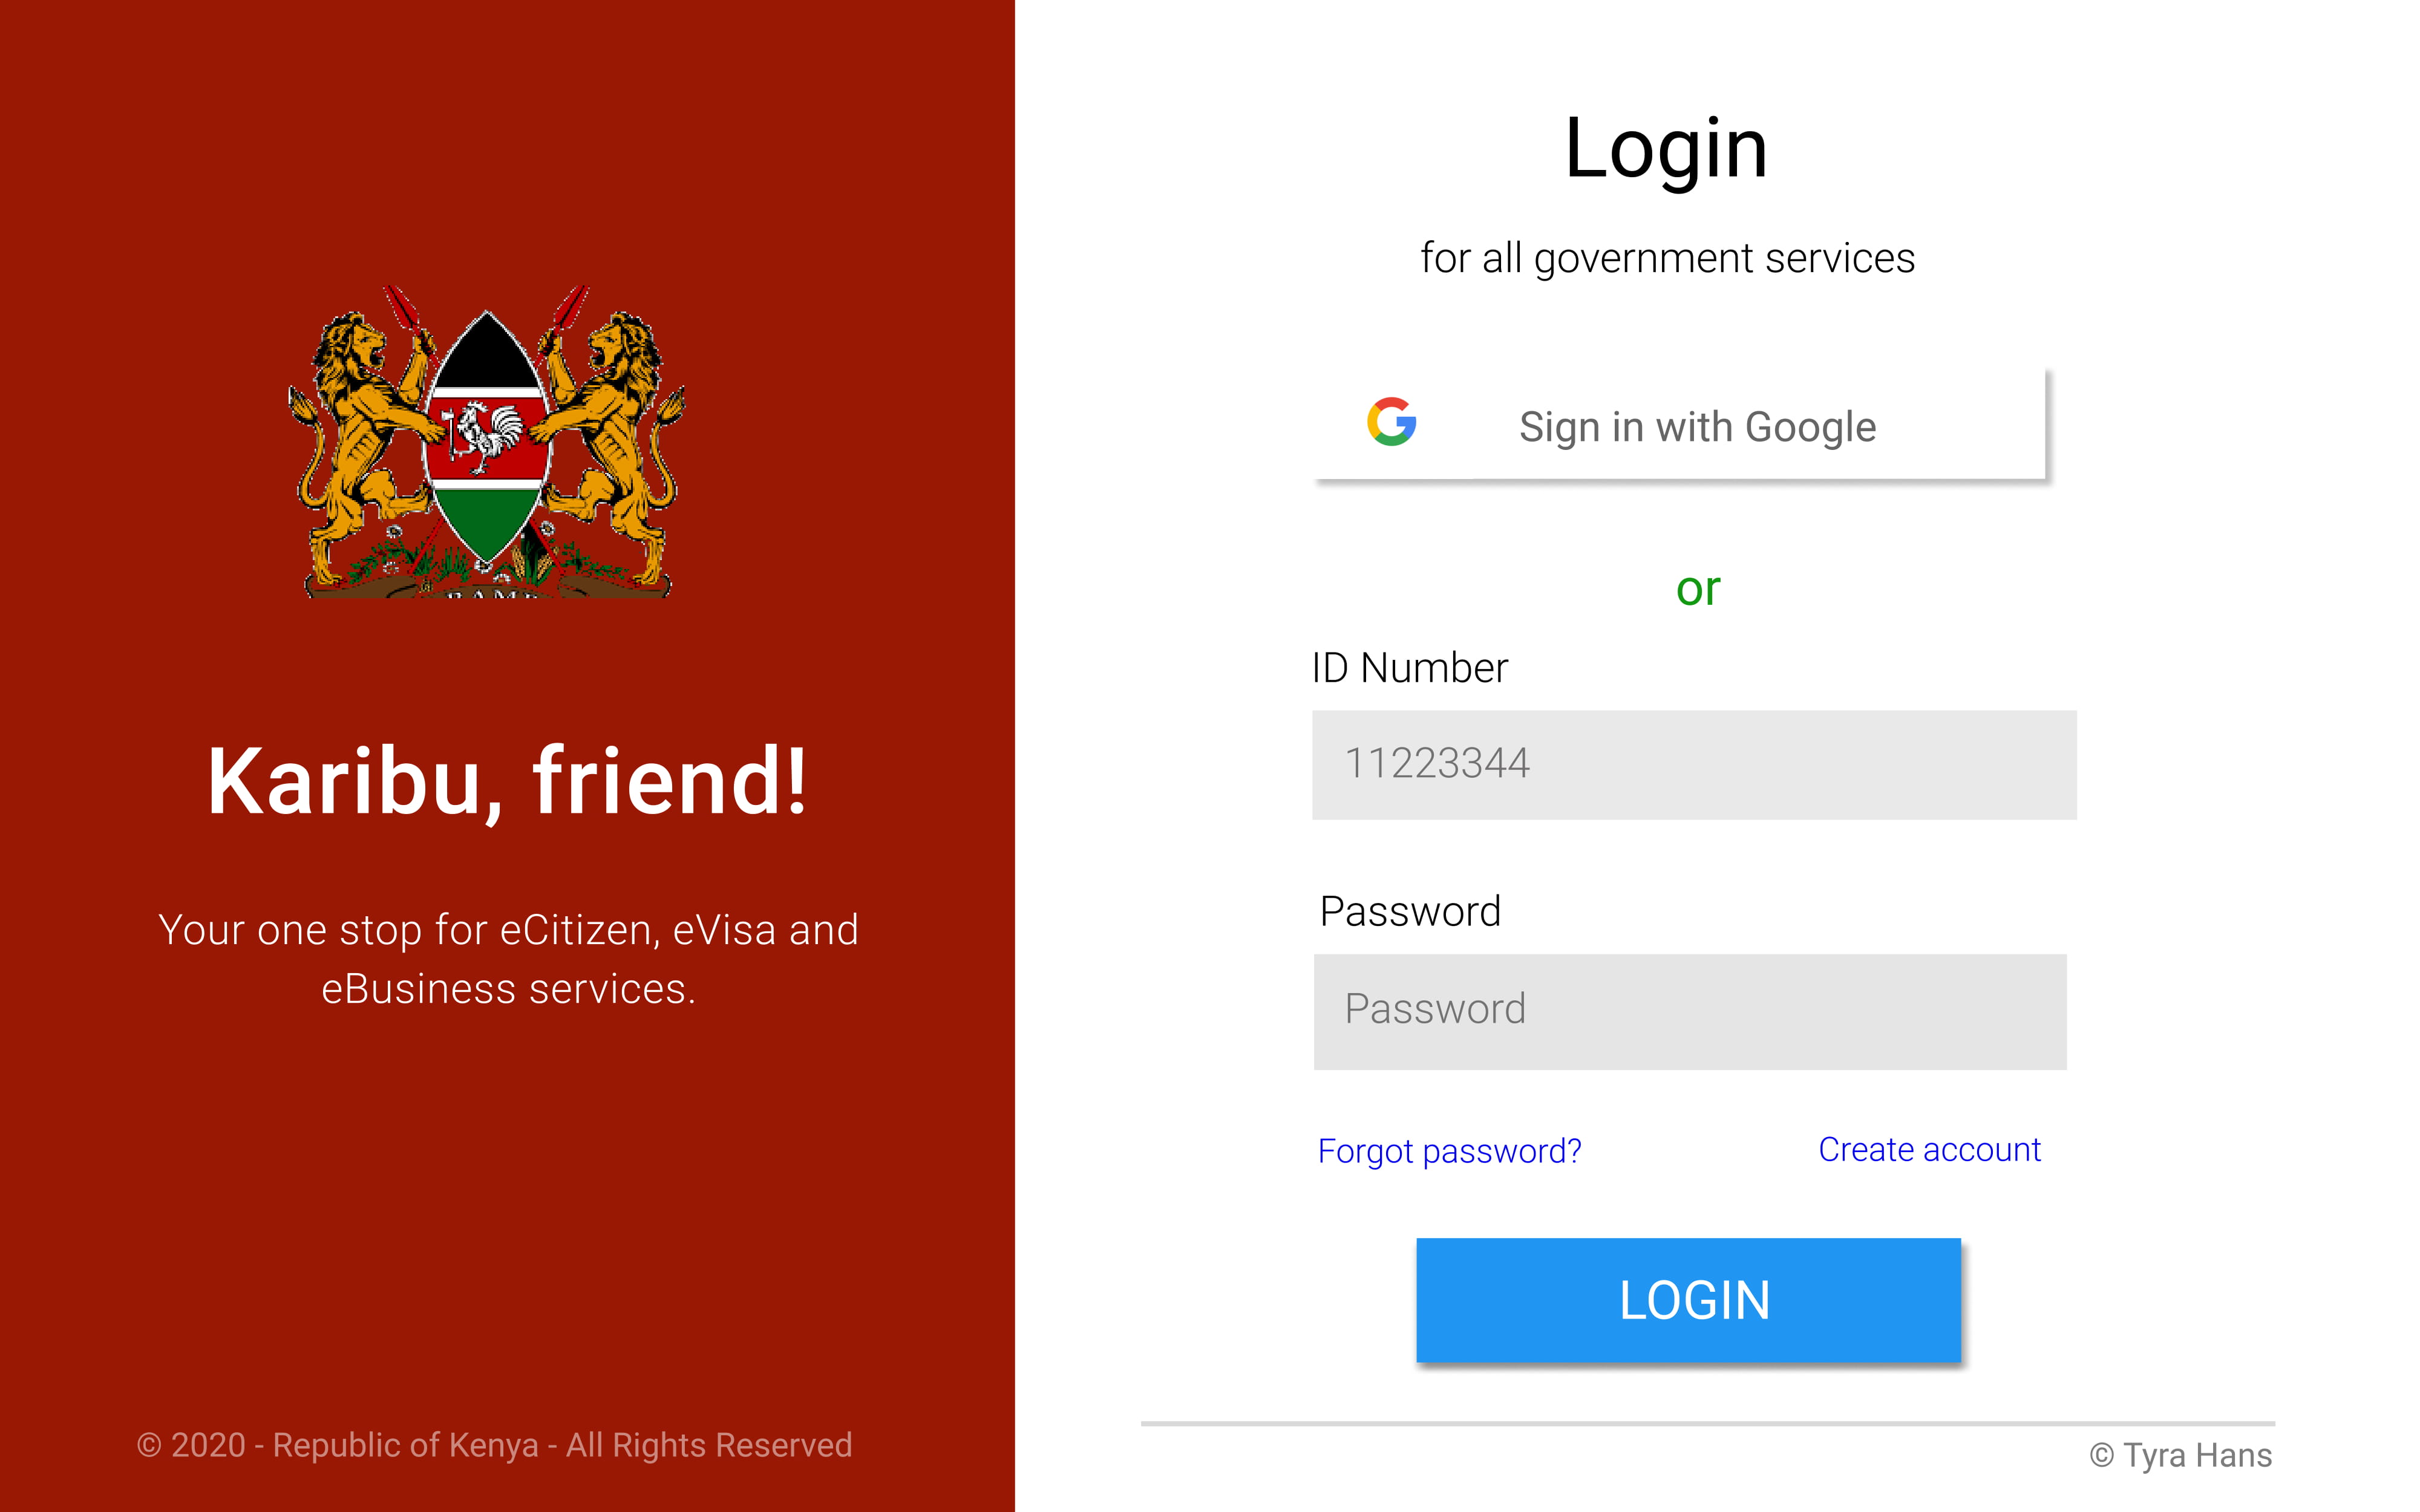 Karibu, friend!
Your one stop for eCitizen, eVisa and
eBusiness services.
© 2020 - Republic of Kenya - All Rights Reserved
Login
for all government services
Sign in with Google
or
ID Number
11223344
Password
Password
Forgot password?
Create account
LOGIN
© Tyra Hans